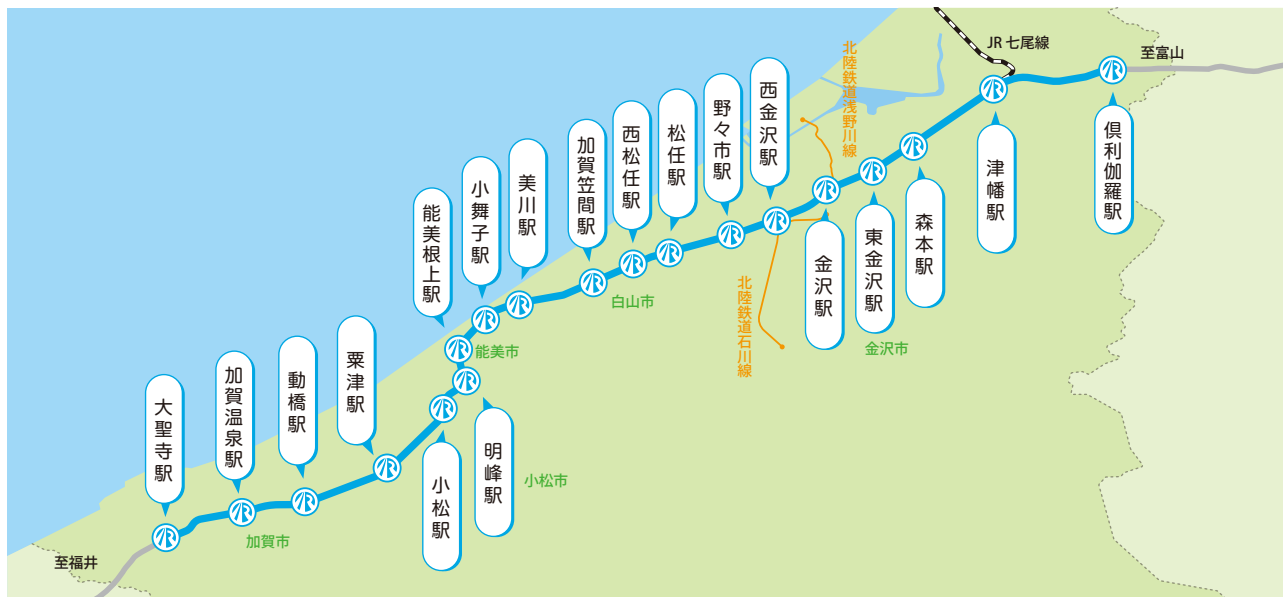 JR 七尾線
至富山
北陸鉄道浅野川線
倶利伽羅駅
津幡駅
森本駅
東金沢駅
金沢駅
西金沢駅
野々市駅
松任駅
西松任駅
加賀笠間駅
美川駅
小舞子駅
能美根上駅
明峰駅
小松駅
粟津駅
動橋駅
加賀温泉駅
大聖寺駅
白山市
能美市
北陸鉄道石川線
金沢市
小松市
加賀市
至福井